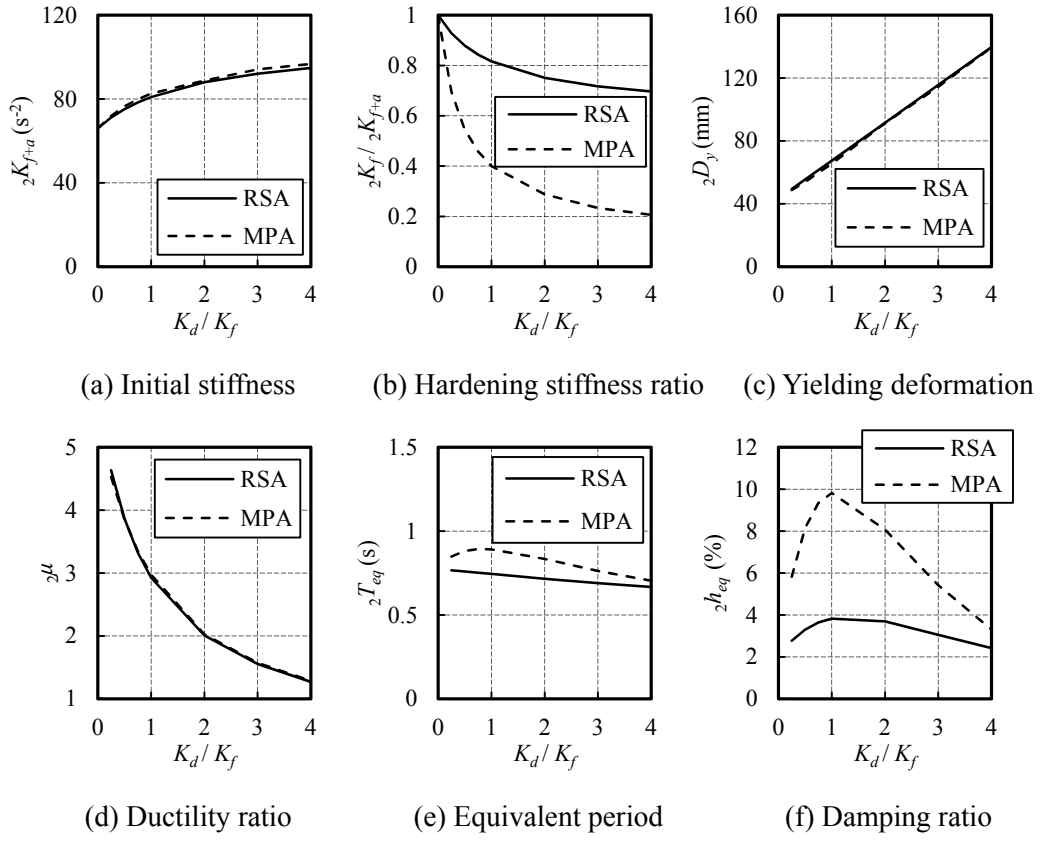 120
80
40
0
₂K_{f+a} (s⁻²)
RSA
MPA
0 1 2 3 4
K_d / K_f
(a) Initial stiffness
1
0.8
0.6
0.4
0.2
0
₂K_f / ₂K_{f+a}
RSA
MPA
0 1 2 3 4
K_d / K_f
(b) Hardening stiffness ratio
160
120
80
40
0
₂D_y (mm)
RSA
MPA
0 1 2 3 4
K_d / K_f
(c) Yielding deformation
5
4
3
2
1
₂μ
RSA
MPA
0 1 2 3 4
K_d / K_f
(d) Ductility ratio
1.5
1
0.5
0
₂T_{eq} (s)
RSA
MPA
0 1 2 3 4
K_d / K_f
(e) Equivalent period
12
10
8
6
4
2
0
₂h_{eq} (%)
RSA
MPA
0 1 2 3 4
K_d / K_f
(f) Damping ratio